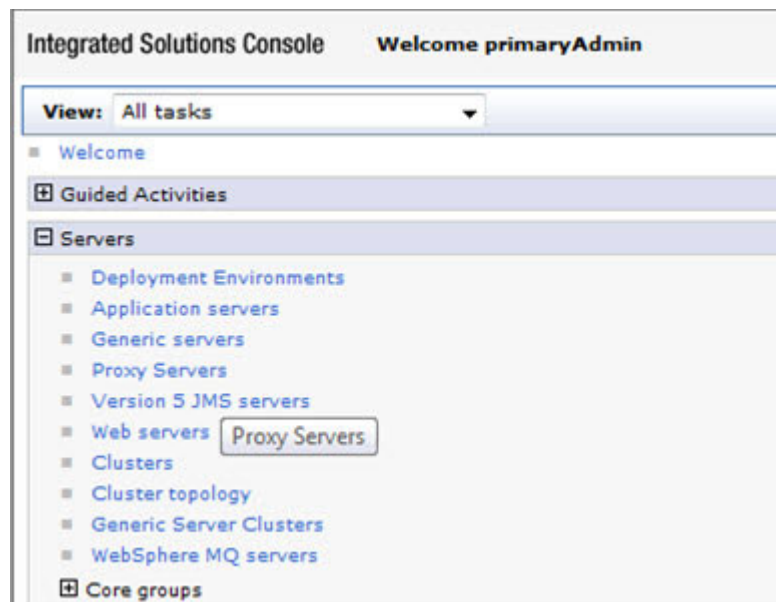 Integrated Solutions Console Welcome primaryAdmin
View: All tasks
Welcome
Guided Activities
Servers
Deployment Environments
Application servers
Generic servers
Proxy Servers
Version 5 JMS servers
Web servers Proxy Servers
Clusters
Cluster topology
Generic Server Clusters
WebSphere MQ servers
Core groups